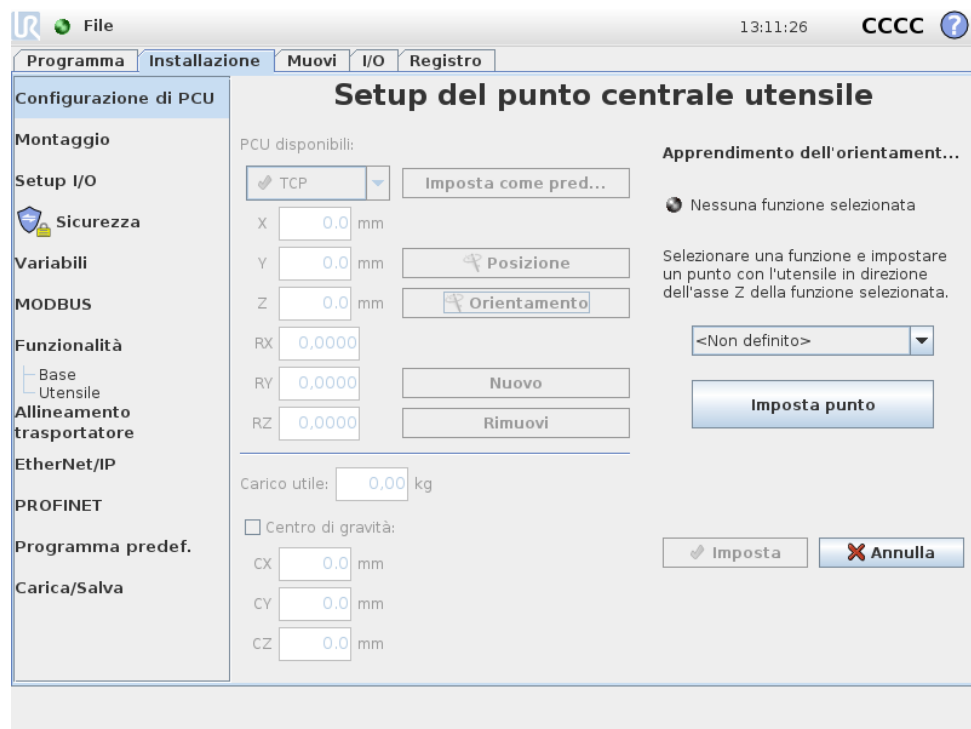 UR File 13:11:26 CCCC ?
Programma Installazione Muovi I/O Registro
Configurazione di PCU
Montaggio
Setup I/O
Sicurezza
Variabili
MODBUS
Funzionalità
Base
Utensile
Allineamento
trasportatore
EtherNet/IP
PROFINET
Programma predef.
Carica/Salva
Setup del punto centrale utensile
PCU disponibili:
TCP Imposta come pred...
X 0.0 mm
Y 0.0 mm Posizione
Z 0.0 mm Orientamento
RX 0,0000
RY 0,0000 Nuovo
RZ 0,0000 Rimuovi
Carico utile: 0,00 kg
Centro di gravità:
CX 0.0 mm
CY 0.0 mm
CZ 0.0 mm
Apprendimento dell'orientament...
Nessuna funzione selezionata
Selezionare una funzione e impostare
un punto con l'utensile in direzione
dell'asse Z della funzione selezionata.
<Non definito>
Imposta punto
Imposta Annulla